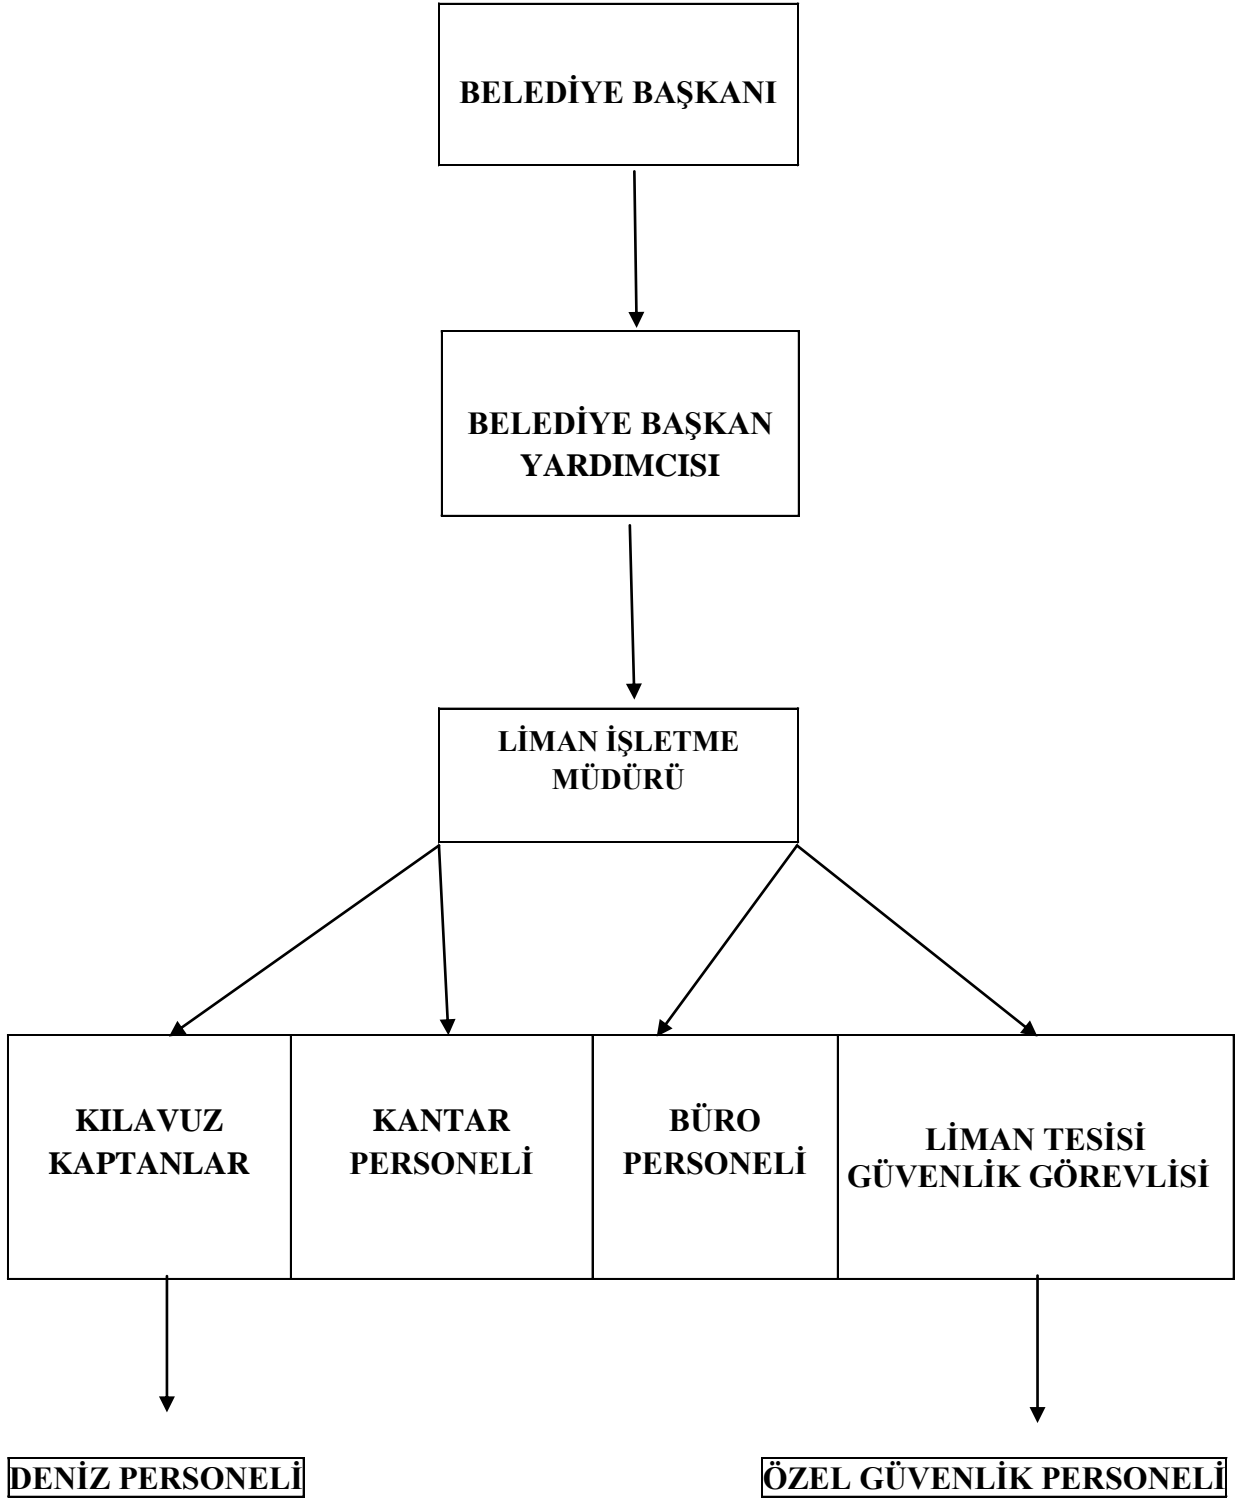 BELEDİYE BAŞKANI
BELEDİYE BAŞKAN
YARDIMCISI
LİMAN İŞLETME
MÜDÜRÜ
KILAVUZ
KAPTANLAR
KANTAR
PERSONELİ
BÜRO
PERSONELİ
LİMAN TESİSİ
GÜVENLİK GÖREVLİSİ
DENİZ PERSONELİ
ÖZEL GÜVENLİK PERSONELİ